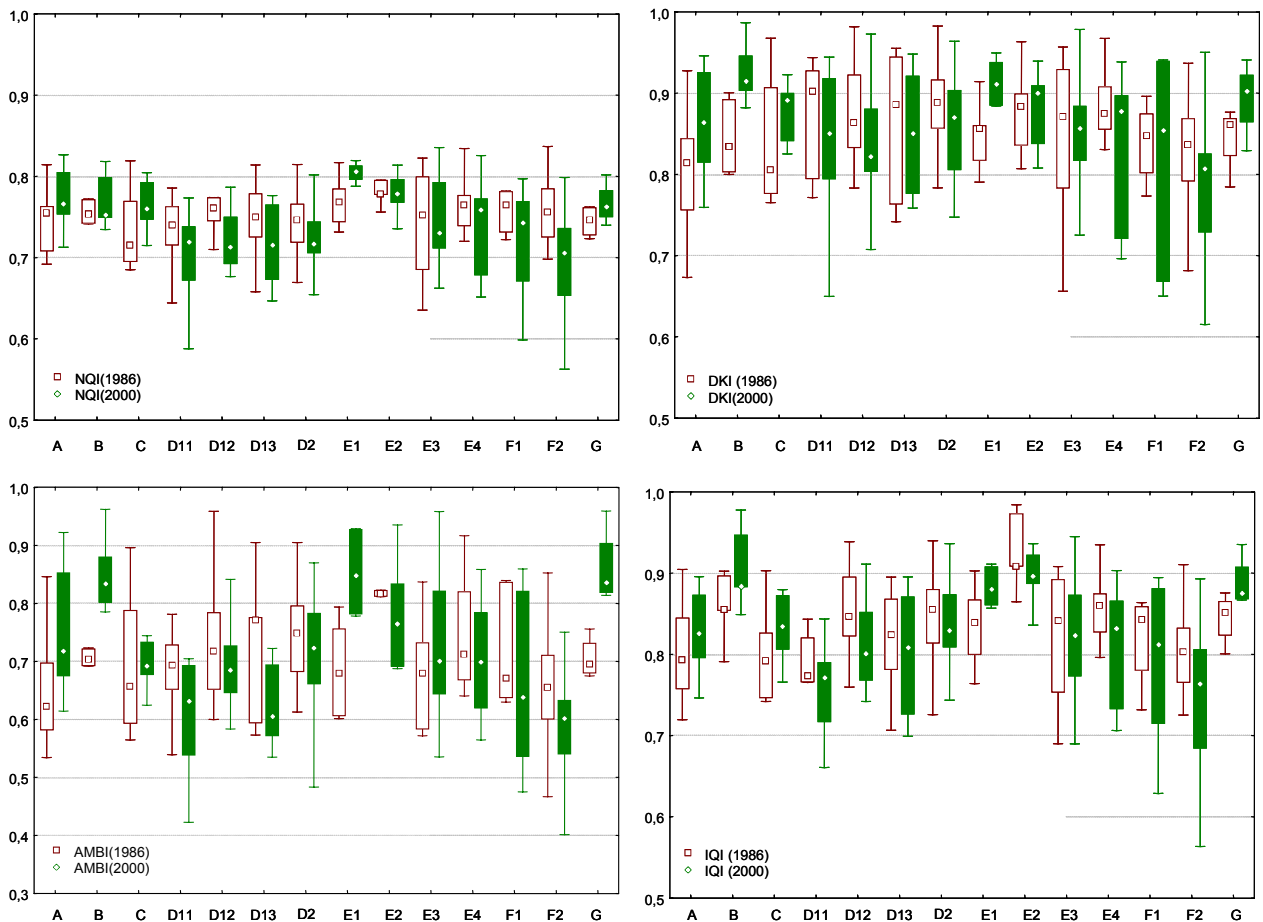 1,0
0,9
0,8
0,7
0,6
0,5
NQI(1986)
NQI(2000)
A B C D11 D12 D13 D2 E1 E2 E3 E4 F1 F2 G
1,0
0,9
0,8
0,7
0,6
0,5
DKI (1986)
DKI(2000)
A B C D11 D12 D13 D2 E1 E2 E3 E4 F1 F2 G
1,0
0,9
0,8
0,7
0,6
0,5
0,4
0,3
AMBI(1986)
AMBI(2000)
A B C D11 D12 D13 D2 E1 E2 E3 E4 F1 F2 G
1,0
0,9
0,8
0,7
0,6
0,5
IQI (1986)
IQI (2000)
A B C D11 D12 D13 D2 E1 E2 E3 E4 F1 F2 G